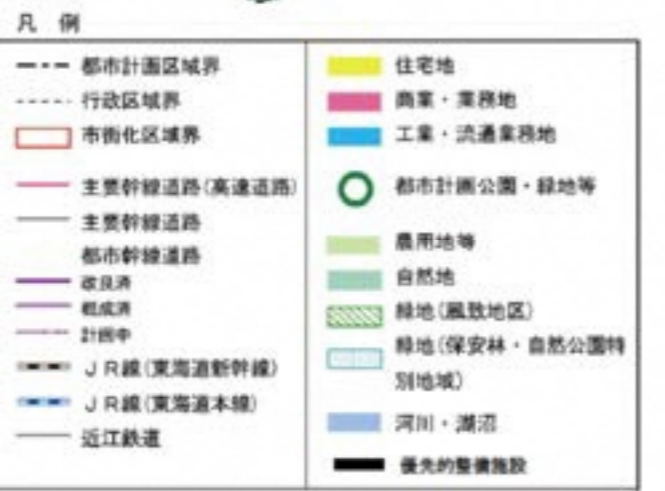 凡 例
都市計画区域界
行政区域界
市街化区域界
主要幹線道路(高速道路)
主要幹線道路
都市幹線道路
改良済
概成済
計画中
JR線(東海道新幹線)
JR線(東海道本線)
近江鉄道
住宅地
商業・業務地
工業・流通業務地
都市計画公園・緑地等
農用地等
自然地
緑地(風致地区)
緑地(保安林・自然公園特
別地域)
河川・湖沼
優先的整備施設